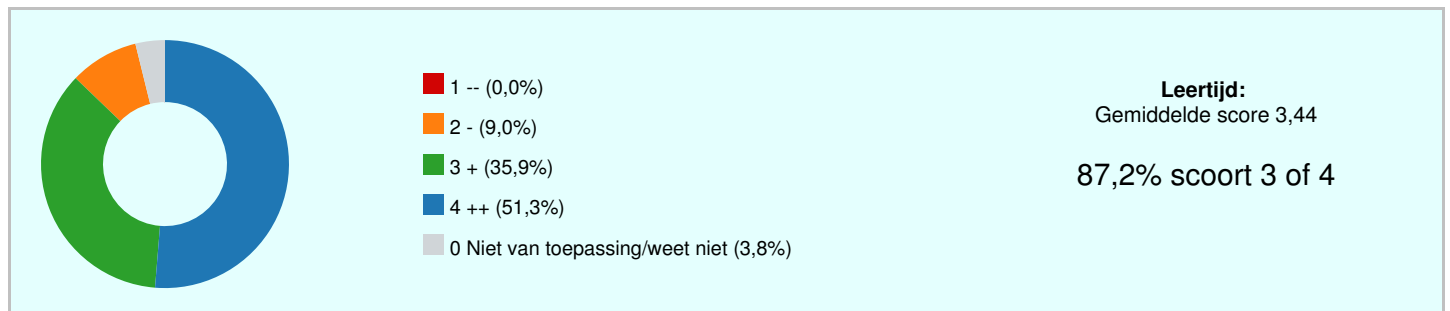 1 -- (0,0%)
2 - (9,0%)
3 + (35,9%)
4 ++ (51,3%)
0 Niet van toepassing/weet niet (3,8%)
Leertijd:
Gemiddelde score 3,44
87,2% scoort 3 of 4